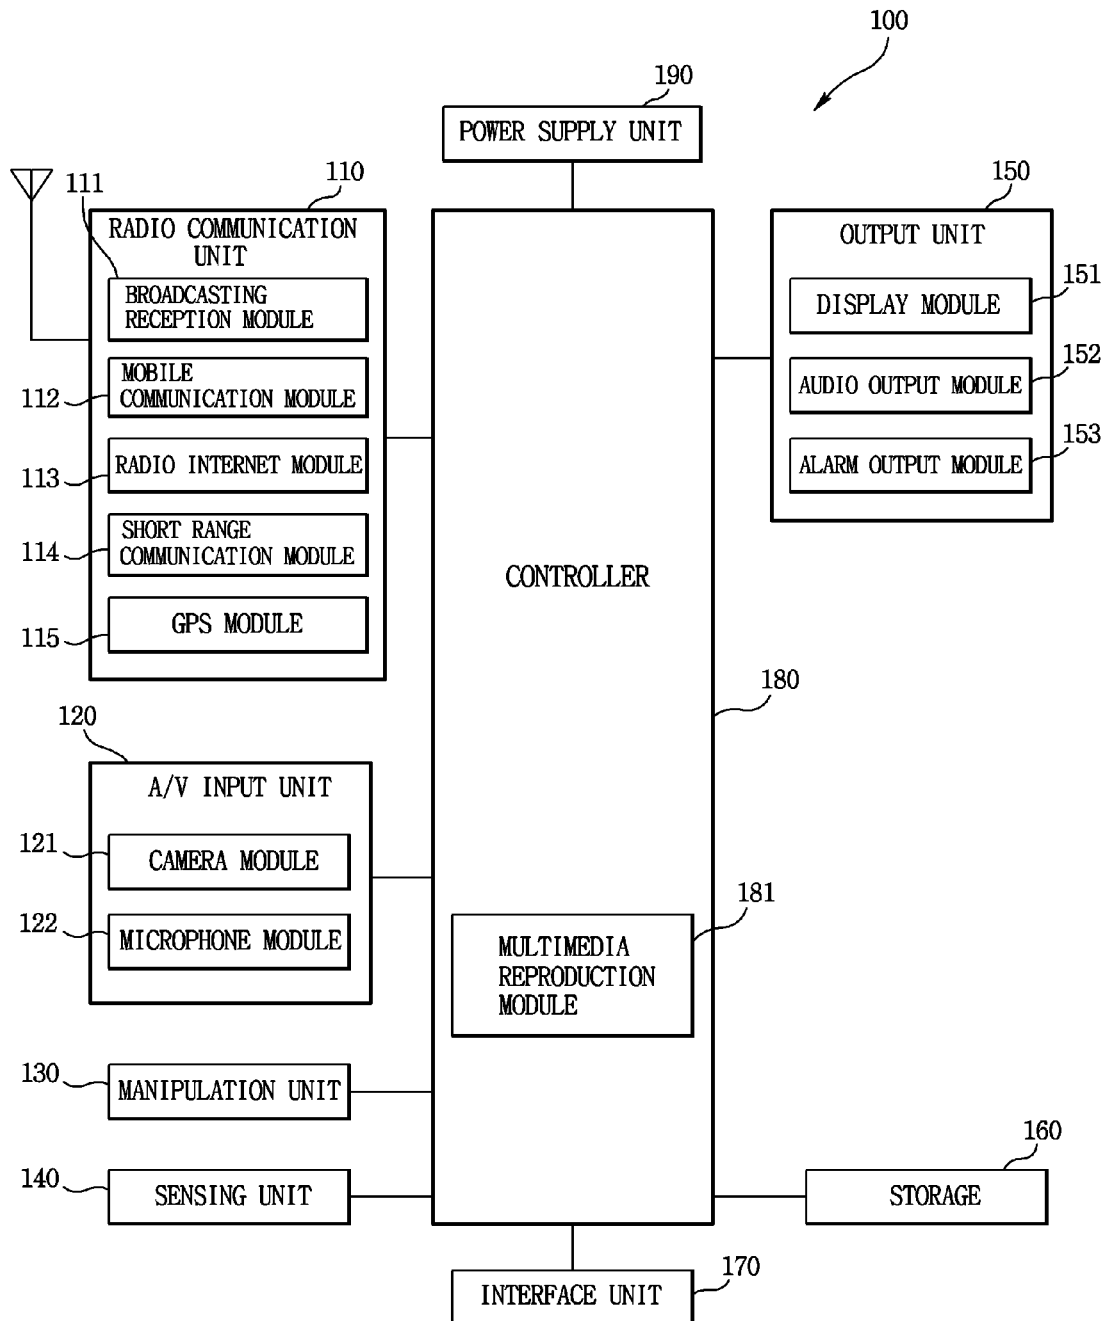 100
190
POWER SUPPLY UNIT
111
110
RADIO COMMUNICATION
UNIT
BROADCASTING
RECEPTION MODULE
MOBILE
COMMUNICATION MODULE
112
RADIO INTERNET MODULE
113
SHORT RANGE
COMMUNICATION MODULE
114
GPS MODULE
115
150
OUTPUT UNIT
151
DISPLAY MODULE
152
AUDIO OUTPUT MODULE
153
ALARM OUTPUT MODULE
CONTROLLER
180
120
A/V INPUT UNIT
121
CAMERA MODULE
122
MICROPHONE MODULE
181
MULTIMEDIA
REPRODUCTION
MODULE
130
MANIPULATION UNIT
140
SENSING UNIT
160
STORAGE
170
INTERFACE UNIT